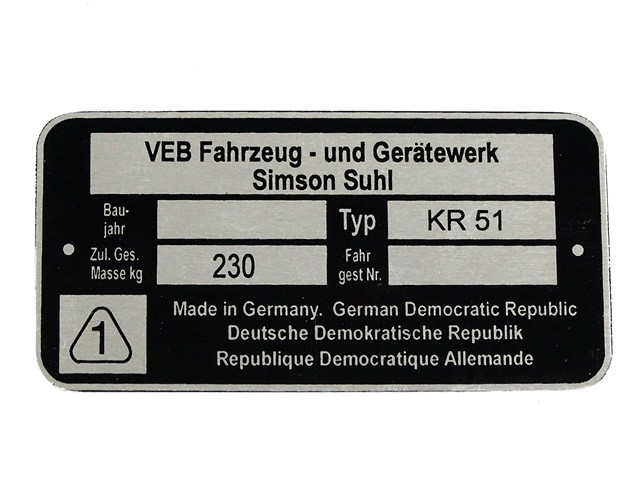 VEB Fahrzeug - und Gerätewerk
Simson Suhl
Bau-
jahr
Typ KR 51
Zul. Ges.
Masse kg
230
Fahr
gest Nr.
1
Made in Germany. German Democratic Republic
Deutsche Demokratische Republik
Republique Democratique Allemande